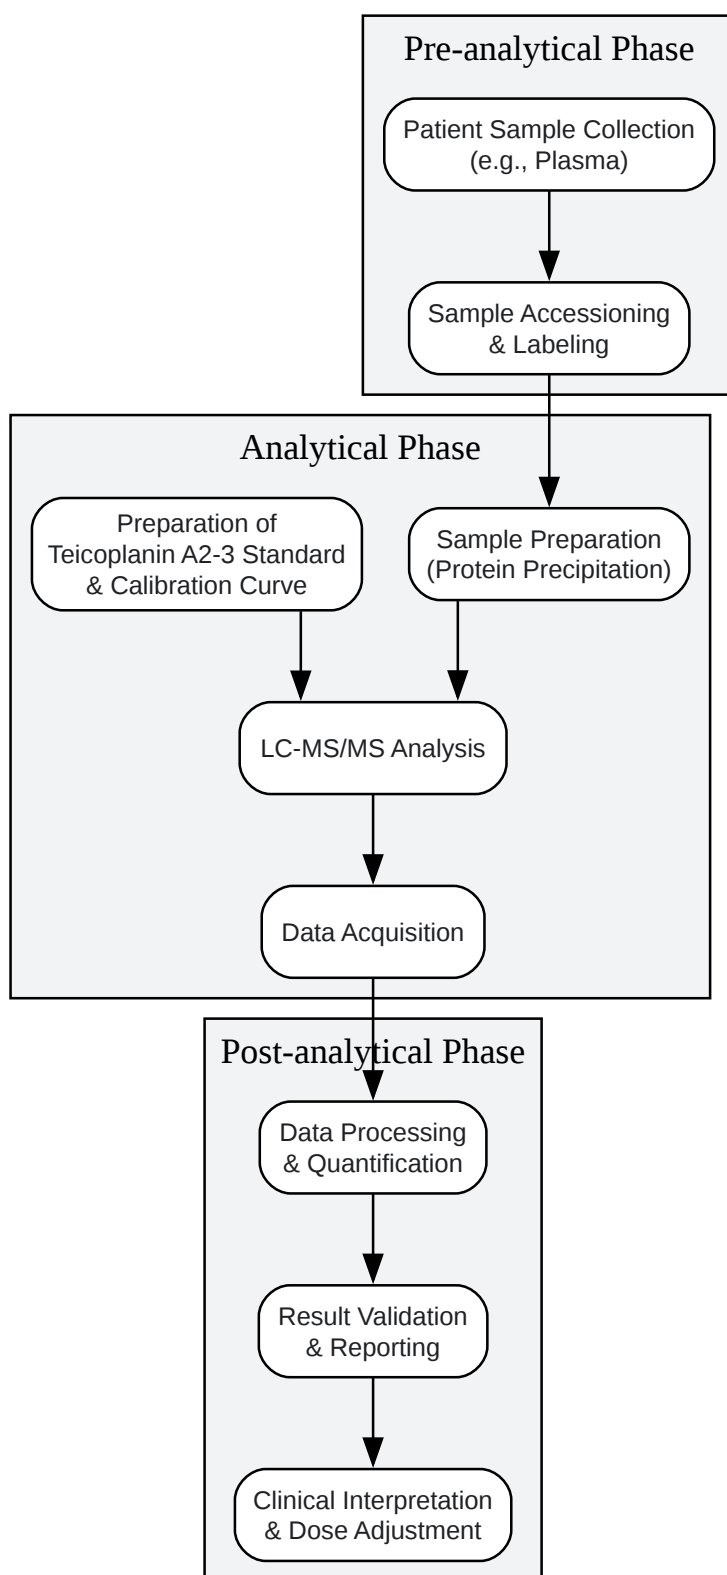 Pre-analytical Phase
Patient Sample Collection
(e.g., Plasma)
Sample Accessioning
& Labeling
Analytical Phase
Preparation of
Teicoplanin A2-3 Standard
& Calibration Curve
Sample Preparation
(Protein Precipitation)
LC-MS/MS Analysis
Data Acquisition
Post-analytical Phase
Data Processing
& Quantification
Result Validation
& Reporting
Clinical Interpretation
& Dose Adjustment